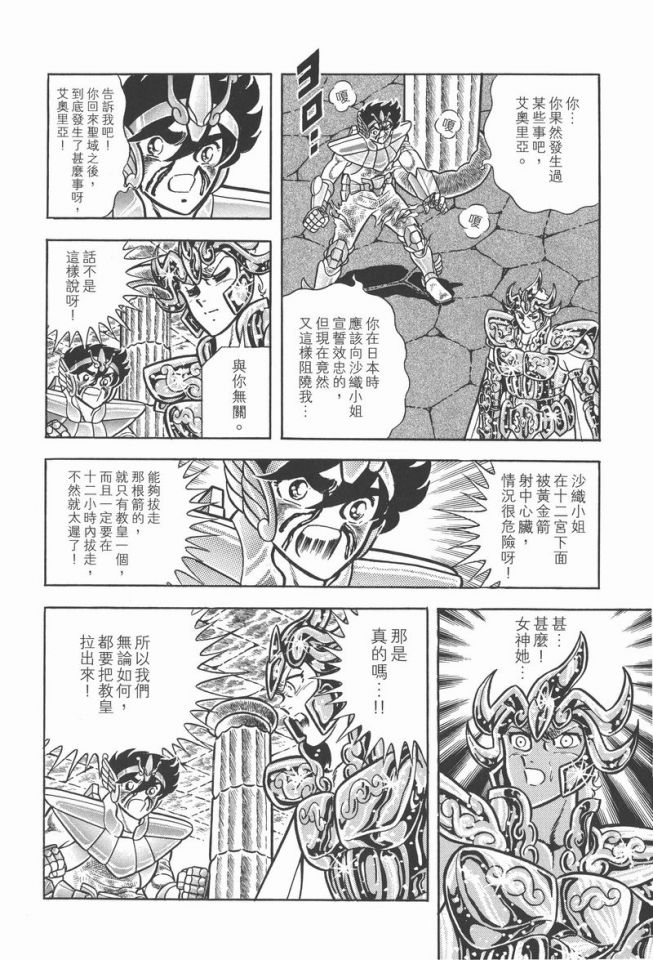 你…
你果然發生過
某些事吧，
艾奧里亞。
ヨロ…
嗄
嗄
嗄
你在日本時
應該向沙織小姐
宣誓效忠的，
但現在竟然
又這樣阻撓我…
告訴我吧！
你回來聖域之後，
到底發生了甚麼事呀，
艾奧里亞！
與你無關。
話不是
這樣說呀！
沙織小姐
在十二宮下面
被黃金箭
射中心臟，
情況很危險呀！
能夠拔走
那根箭的，
就只有教皇一個，
而且一定要在
十二小時內拔走，
不然就太遲了！
甚…
甚麼！
女神她…
那是
真的嗎…!!
所以我們
無論如何，
都要把教皇
拉出來！